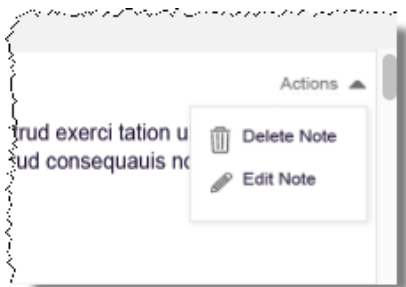 Actions
trud exerci tation u
Delete Note
ud consequauis no
Edit Note